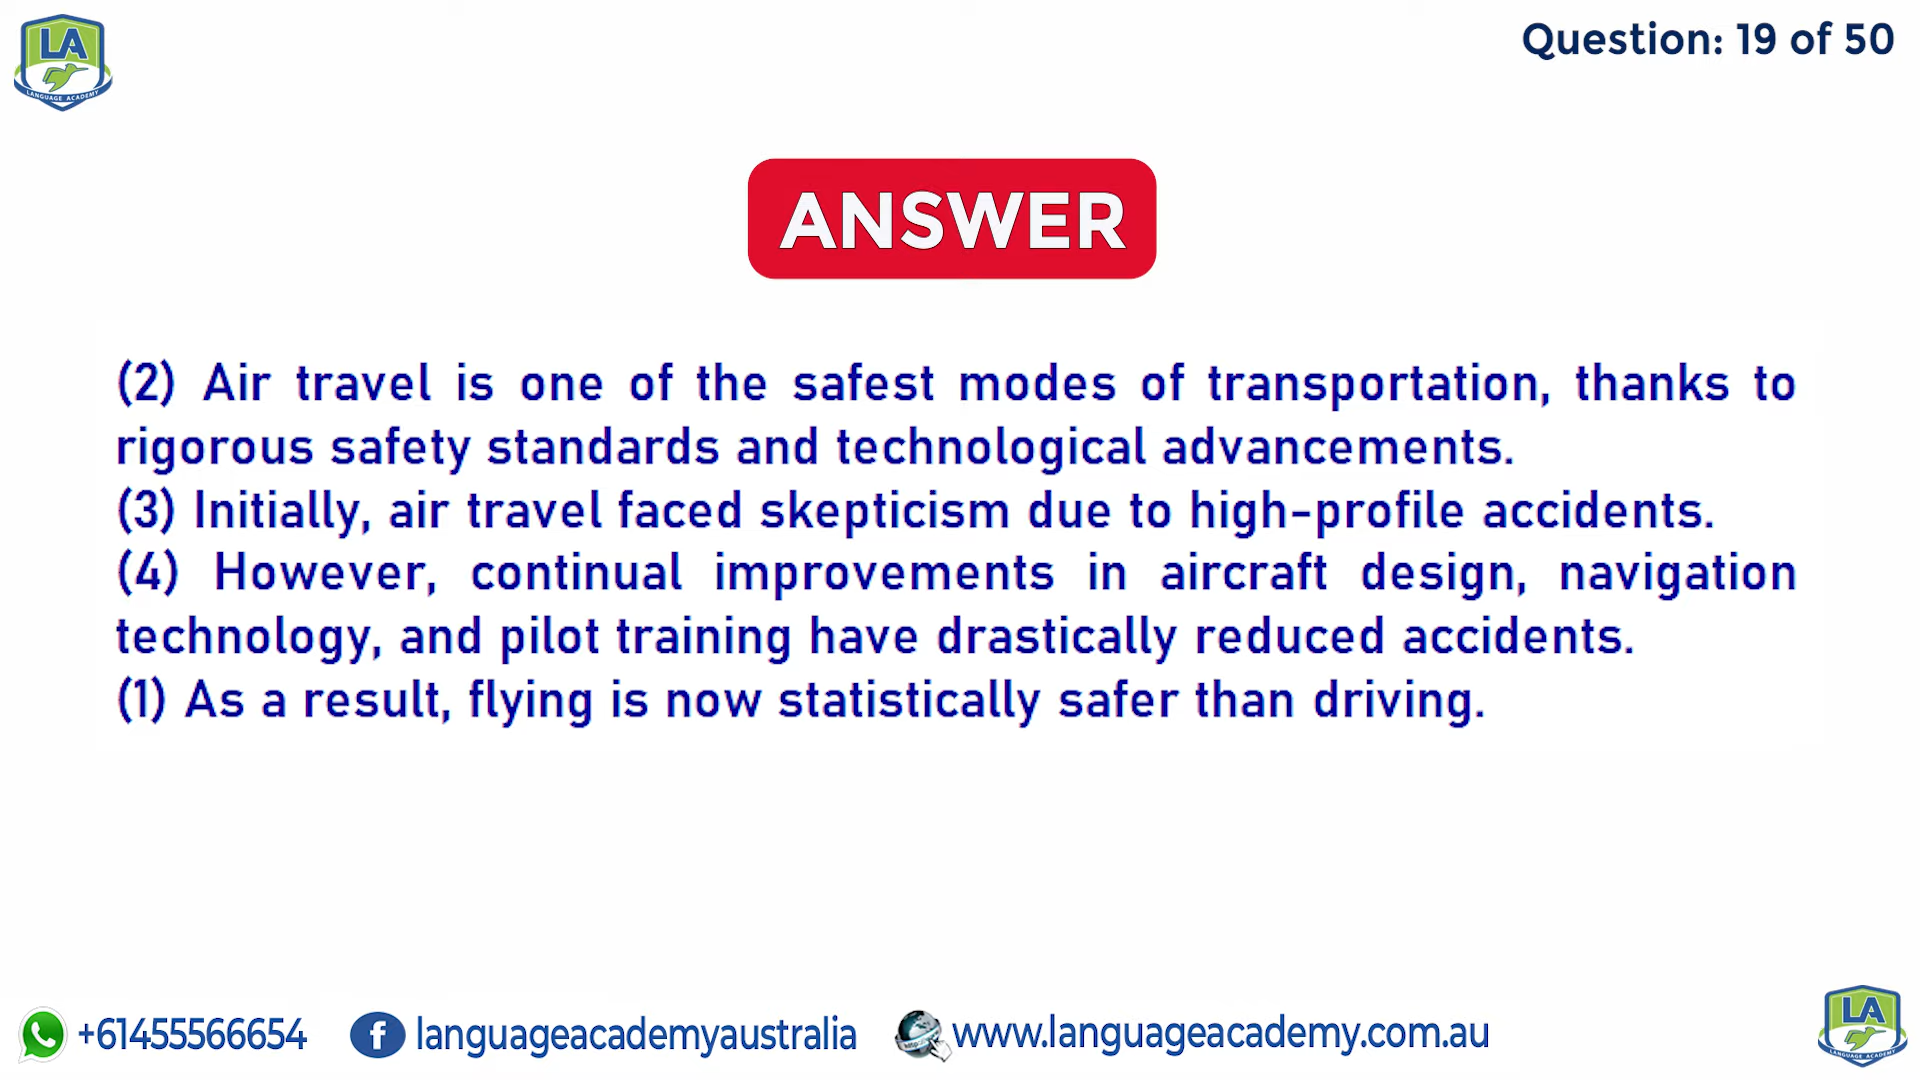 LA
LANGUAGE ACADEMY
Question: 19 of 50
ANSWER
(2) Air travel is one of the safest modes of transportation, thanks to
rigorous safety standards and technological advancements.
(3) Initially, air travel faced skepticism due to high-profile accidents.
(4) However, continual improvements in aircraft design, navigation
technology, and pilot training have drastically reduced accidents.
(1) As a result, flying is now statistically safer than driving.
+61455566654
f
languageacademyaustralia
www.languageacademy.com.au
LA
LANGUAGE ACADEMY